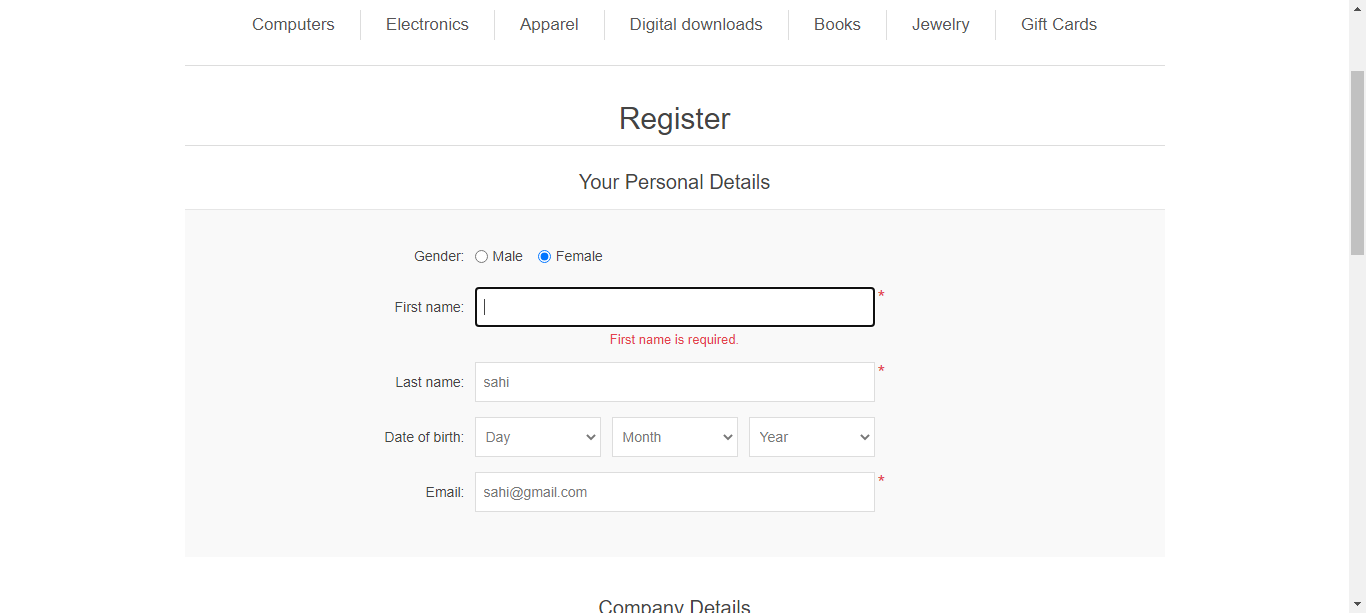 Computers Electronics Apparel Digital downloads Books Jewelry Gift Cards
Register
Your Personal Details
Gender: Male Female
First name: *
First name is required.
Last name: sahi *
Date of birth: Day Month Year
Email: sahi@gmail.com *
Company Details